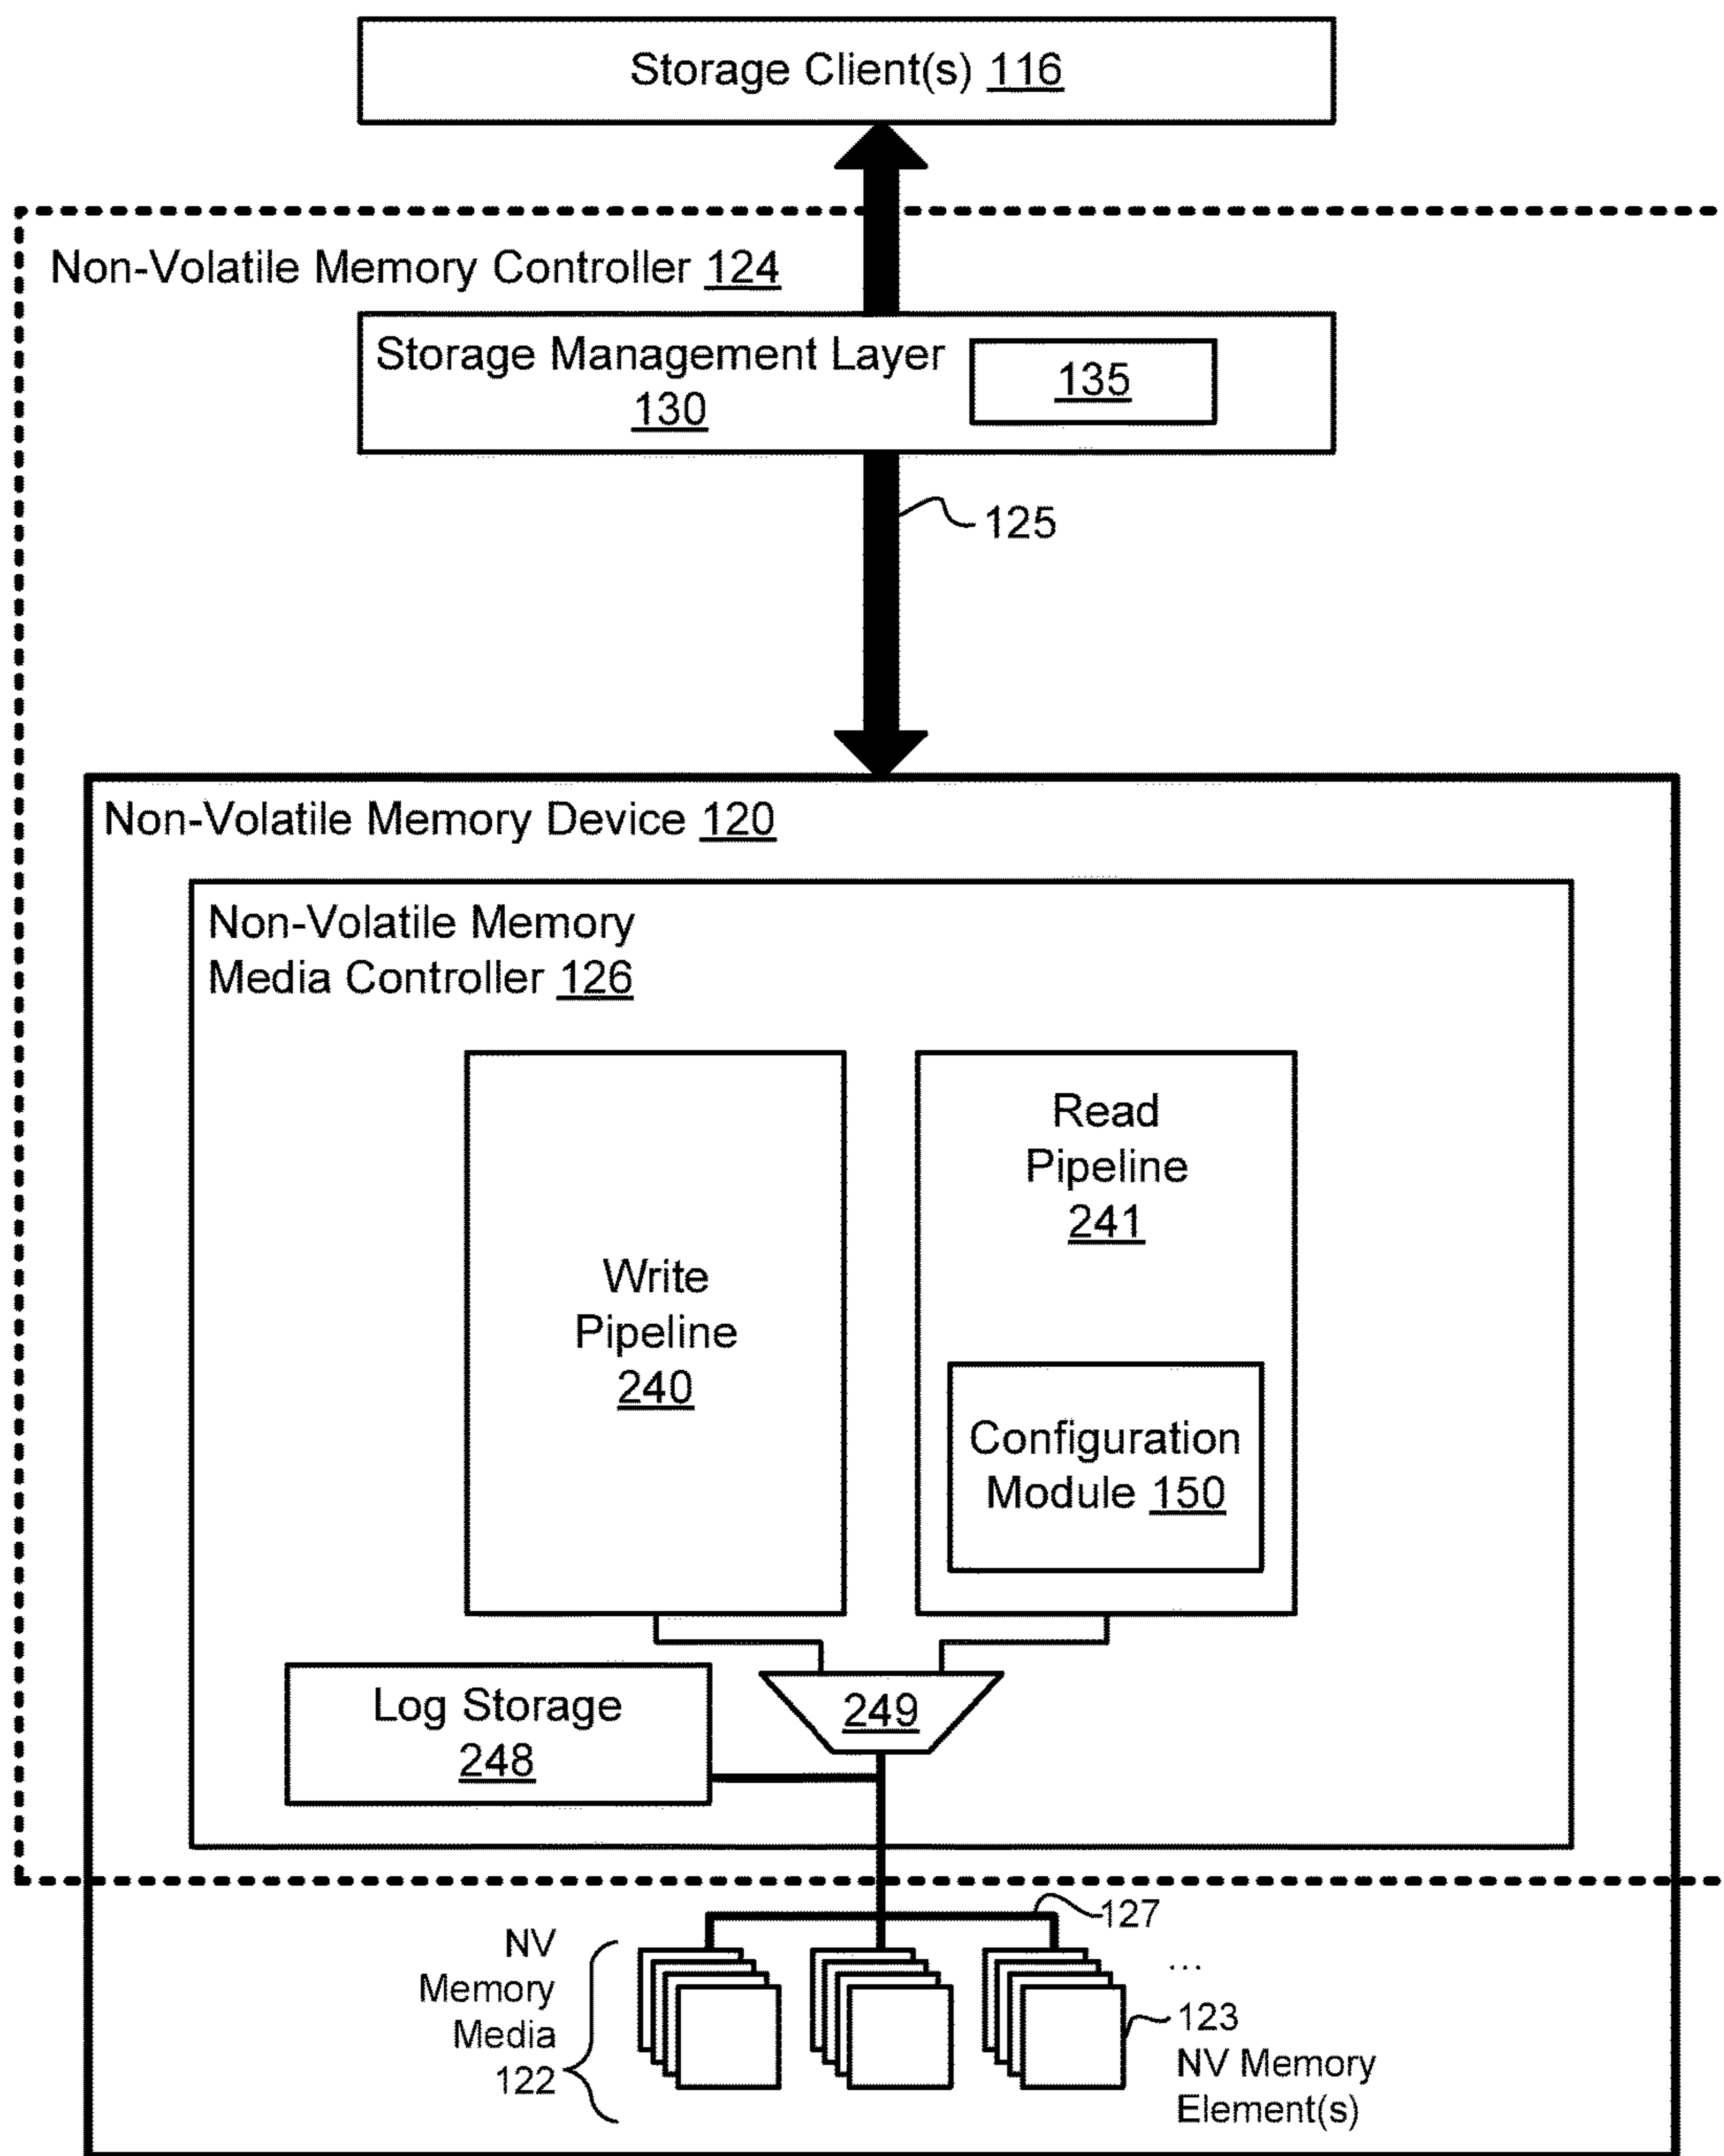 Storage Client(s) 116
Non-Volatile Memory Controller 124
Storage Management Layer
130
135
125
Non-Volatile Memory Device 120
Non-Volatile Memory
Media Controller 126
Write
Pipeline
240
Read
Pipeline
241
Configuration
Module 150
Log Storage
248
249
127
NV
Memory
Media
122
...
123
NV Memory
Element(s)